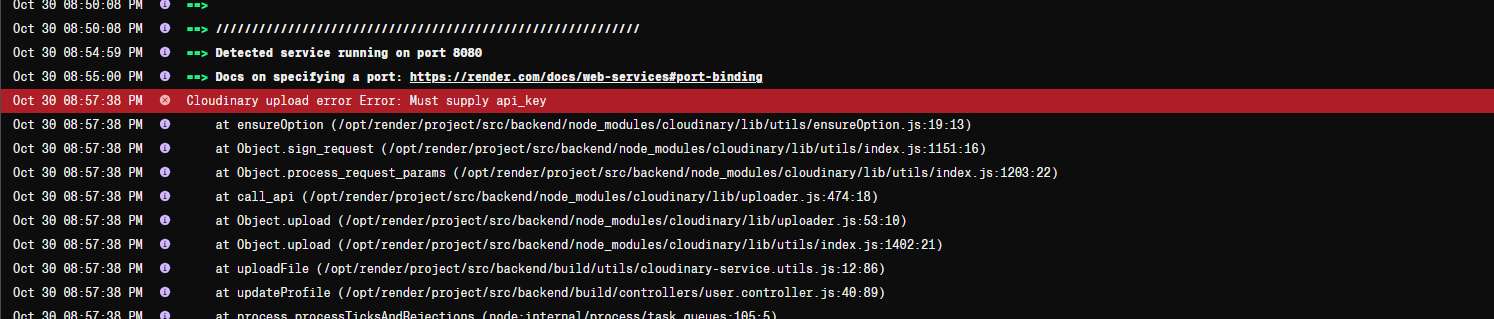 Oct 30 08:50:08 PM ==>
Oct 30 08:50:08 PM ==> ///////////////////////////////////////////////////////////
Oct 30 08:54:59 PM ==> Detected service running on port 8080
Oct 30 08:55:00 PM ==> Docs on specifying a port: https://render.com/docs/web-services#port-binding
Oct 30 08:57:38 PM Cloudinary upload error Error: Must supply api_key
Oct 30 08:57:38 PM at ensureOption (/opt/render/project/src/backend/node_modules/cloudinary/lib/utils/ensureOption.js:19:13)
Oct 30 08:57:38 PM at Object.sign_request (/opt/render/project/src/backend/node_modules/cloudinary/lib/utils/index.js:1151:16)
Oct 30 08:57:38 PM at Object.process_request_params (/opt/render/project/src/backend/node_modules/cloudinary/lib/utils/index.js:1203:22)
Oct 30 08:57:38 PM at call_api (/opt/render/project/src/backend/node_modules/cloudinary/lib/uploader.js:474:18)
Oct 30 08:57:38 PM at Object.upload (/opt/render/project/src/backend/node_modules/cloudinary/lib/uploader.js:53:10)
Oct 30 08:57:38 PM at Object.upload (/opt/render/project/src/backend/node_modules/cloudinary/lib/utils/index.js:1402:21)
Oct 30 08:57:38 PM at uploadFile (/opt/render/project/src/backend/build/utils/cloudinary-service.utils.js:12:86)
Oct 30 08:57:38 PM at updateProfile (/opt/render/project/src/backend/build/controllers/user.controller.js:40:89)
Oct 30 08:57:38 PM at process.processTicksAndRejections (node:internal/process/task_queues:105:5)